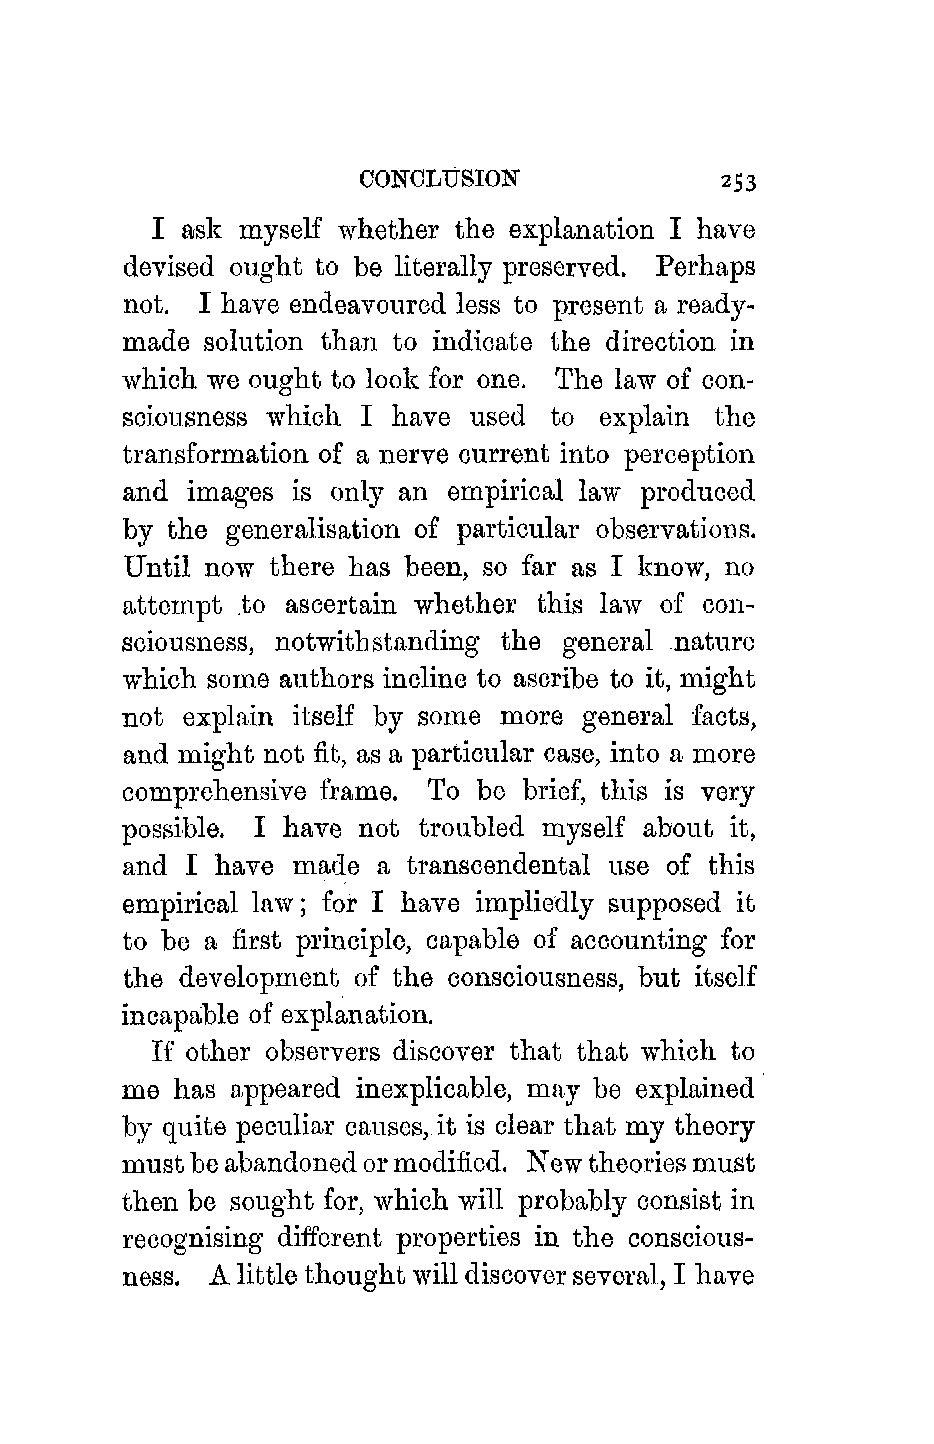 CONCLUSION 253
I ask myself whether the explanation I have
devised ought to be literally preserved. Perhaps
not. I have endeavoured less to present a ready-
made solution than to indicate the direction in
which we ought to look for one. The law of con-
sciousness which I have used to explain the
transformation of a nerve current into perception
and images is only an empirical law produced
by the generalisation of particular observations.
Until now there has been, so far as I know, no
attempt to ascertain whether this law of con-
sciousness, notwithstanding the general nature
which some authors incline to ascribe to it, might
not explain itself by some more general facts,
and might not fit, as a particular case, into a more
comprehensive frame. To be brief, this is very
possible. I have not troubled myself about it,
and I have made a transcendental use of this
empirical law; for I have impliedly supposed it
to be a first principle, capable of accounting for
the development of the consciousness, but itself
incapable of explanation.
If other observers discover that that which to
me has appeared inexplicable, may be explained
by quite peculiar causes, it is clear that my theory
must be abandoned or modified. New theories must
then be sought for, which will probably consist in
recognising different properties in the conscious-
ness. A little thought will discover several, I have